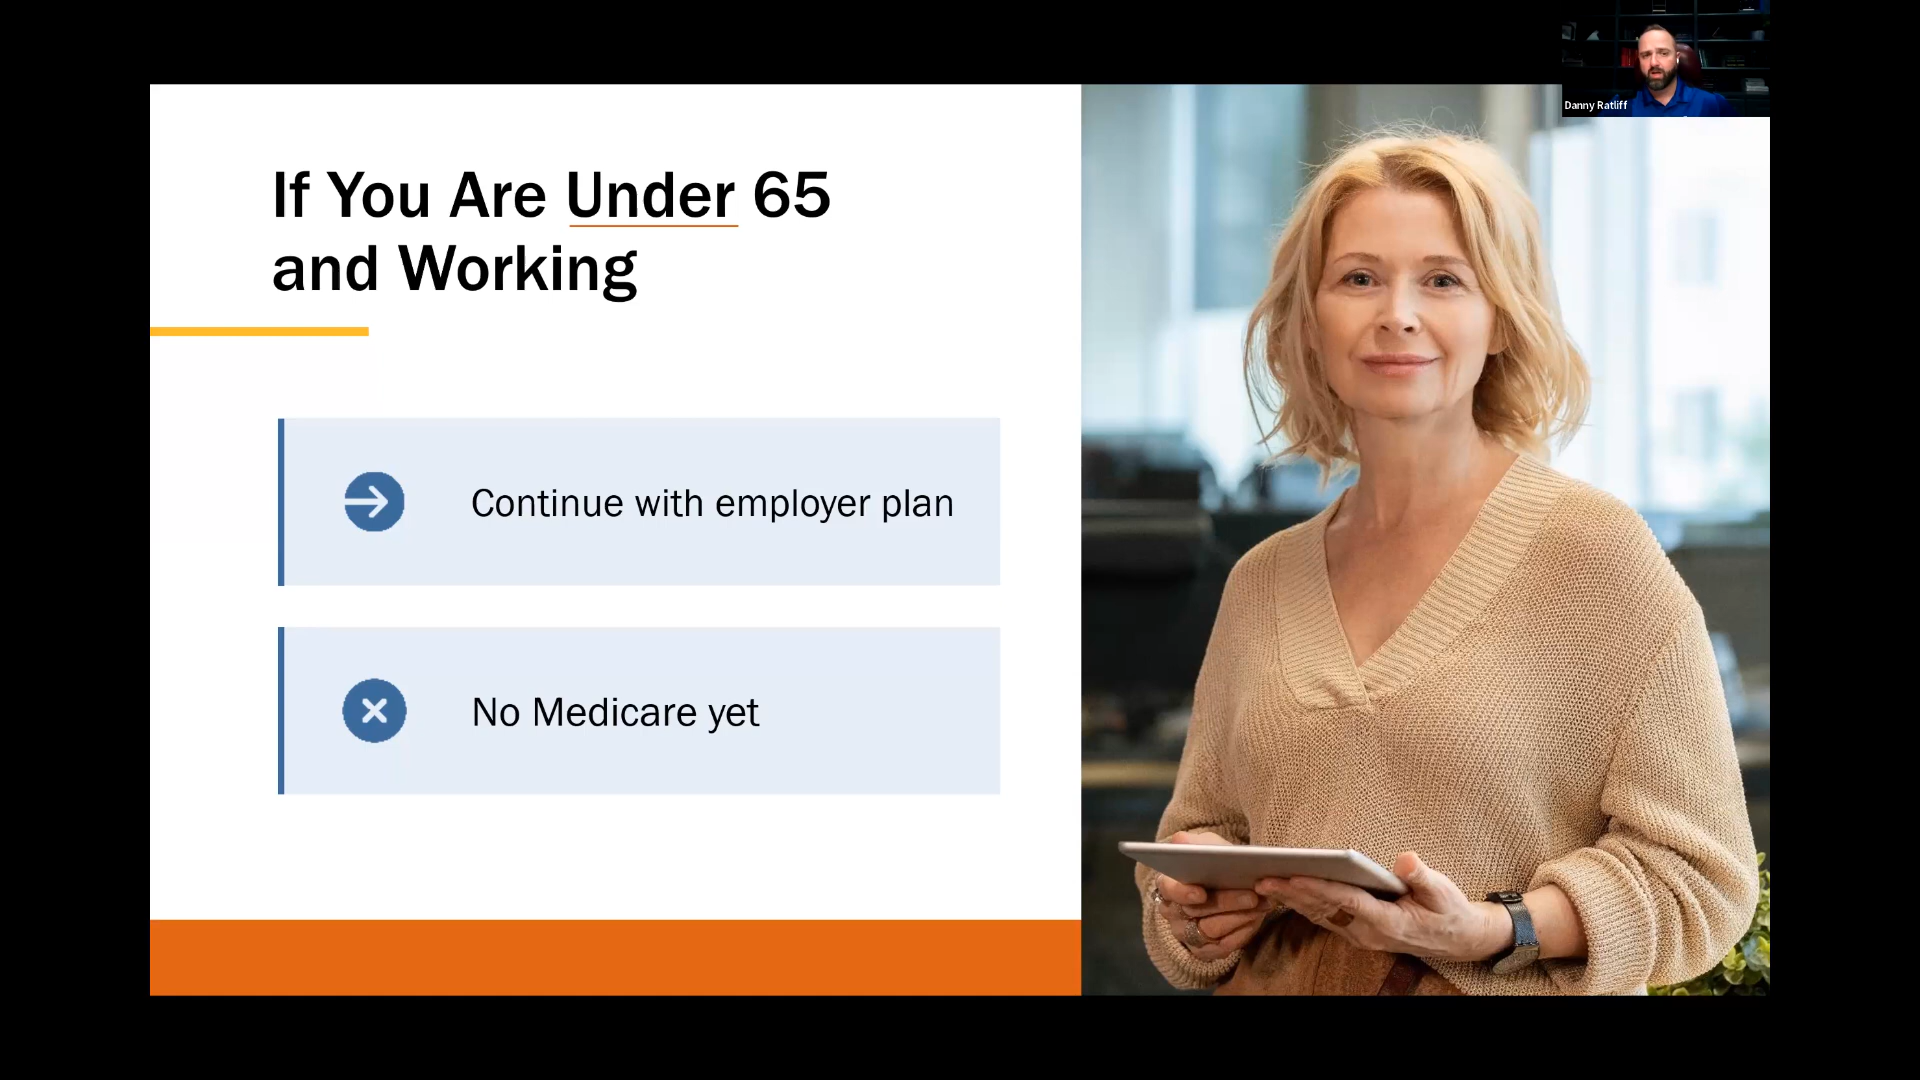 Danny Ratliff
If You Are Under 65
and Working
Continue with employer plan
No Medicare yet